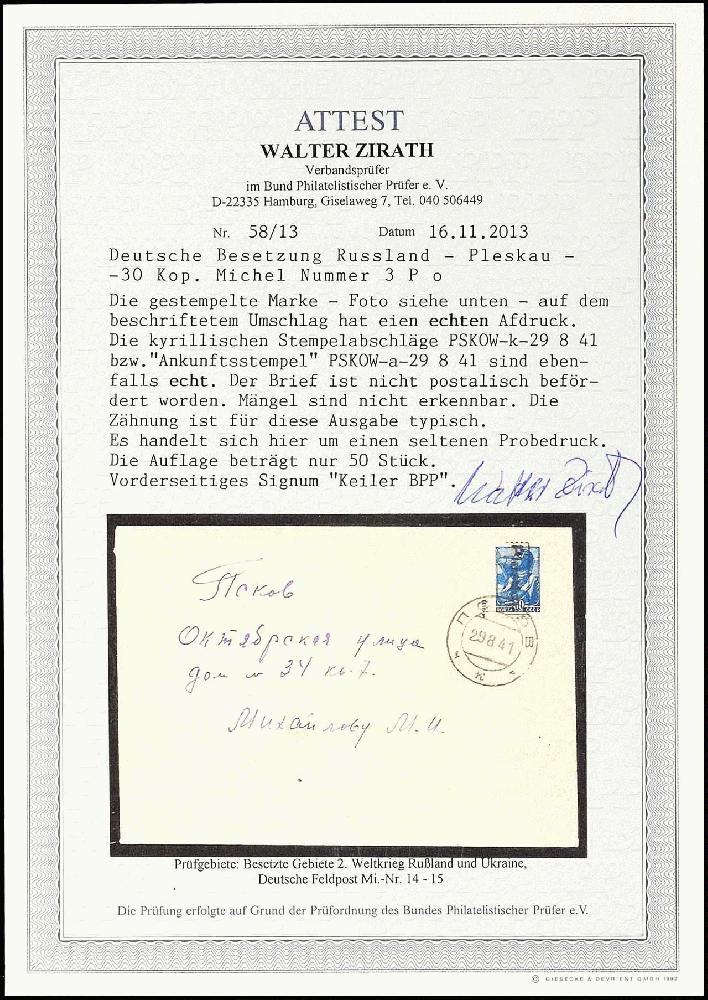 ATTEST
WALTER ZIRATH
Verbandsprüfer
im Bund Philatelistischer Prüfer e. V.
D-22335 Hamburg, Giselaweg 7, Tel. 040 506449
Nr. 58/13 Datum 16.11.2013
Deutsche Besetzung Russland - Pleskau -
-30 Kop. Michel Nummer 3 P o
Die gestempelte Marke - Foto siehe unten - auf dem
beschriftetem Umschlag hat eien echten Afdruck.
Die kyrillischen Stempelabschläge PSKOW-k-29 8 41
bzw."Ankunftsstempel" PSKOW-a-29 8 41 sind eben-
falls echt. Der Brief ist nicht postalisch beför-
dert worden. Mängel sind nicht erkennbar. Die
Zähnung ist für diese Ausgabe typisch.
Es handelt sich hier um einen seltenen Probedruck.
Die Auflage beträgt nur 50 Stück.
Vorderseitiges Signum "Keiler BPP".
Walter Zirath
Псков
29 8 41
Октябрская улица
дом № 34 кв. 7.
Михайлову М. И.
Prüfgebiete: Besetzte Gebiete 2. Weltkrieg Rußland und Ukraine,
Deutsche Feldpost Mi.-Nr. 14 - 15
Die Prüfung erfolgte auf Grund der Prüfordnung des Bundes Philatelistischer Prüfer e.V.
© GIESECKE & DEVRIENT GMBH 1992